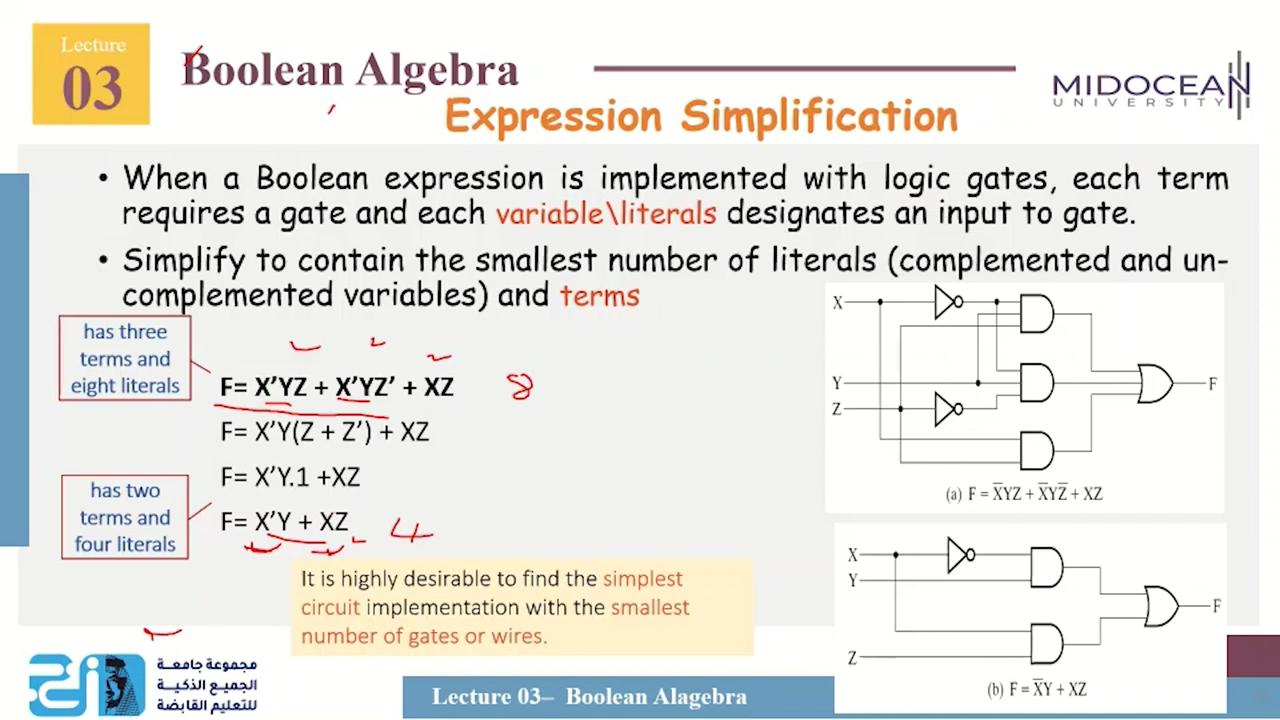 Lecture
03
Boolean Algebra
Expression Simplification
MIDOCEAN
UNIVERSITY
• When a Boolean expression is implemented with logic gates, each term
requires a gate and each variable\literals designates an input to gate.
• Simplify to contain the smallest number of literals (complemented and un-
complemented variables) and terms
has three
terms and
eight literals
F= X’YZ + X’YZ’ + XZ 8
F= X’Y(Z + Z’) + XZ
F= X’Y.1 +XZ
F= X’Y + XZ 4
has two
terms and
four literals
It is highly desirable to find the simplest
circuit implementation with the smallest
number of gates or wires.
X
Y
Z
F
(a) F = X̅YZ + X̅YZ̅ + XZ
X
Y
Z
F
(b) F = X̅Y + XZ
مجموعة جامعـــة
الجميع الذكيـة
للتعليم القابضة
Lecture 03– Boolean Alagebra